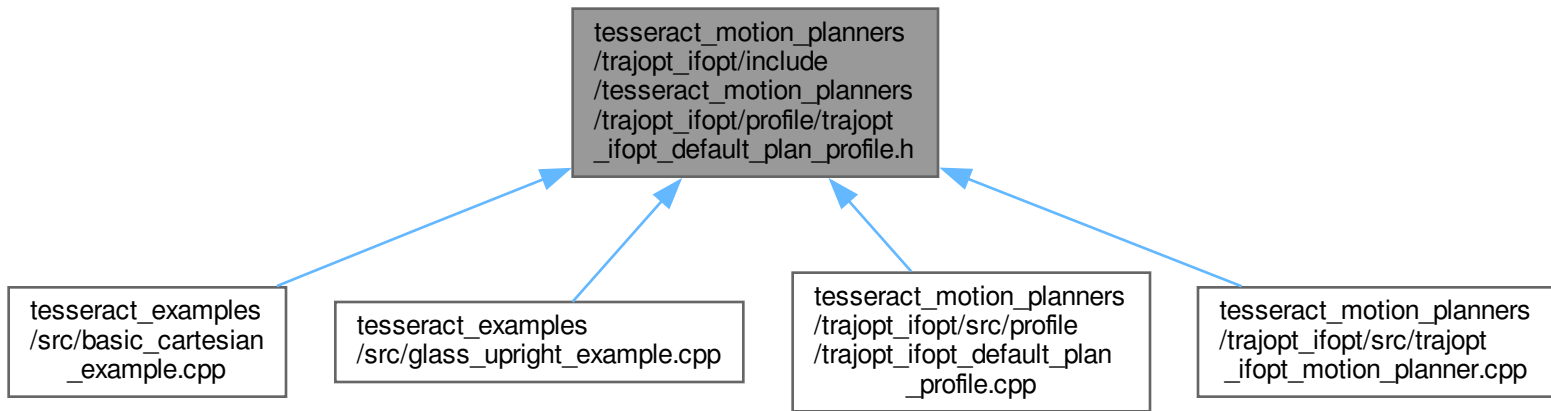 tesseract_motion_planners
/trajopt_ifopt/include
/tesseract_motion_planners
/trajopt_ifopt/profile/trajopt
_ifopt_default_plan_profile.h
tesseract_examples
/src/basic_cartesian
_example.cpp
tesseract_examples
/src/glass_upright_example.cpp
tesseract_motion_planners
/trajopt_ifopt/src/profile
/trajopt_ifopt_default_plan
_profile.cpp
tesseract_motion_planners
/trajopt_ifopt/src/trajopt
_ifopt_motion_planner.cpp